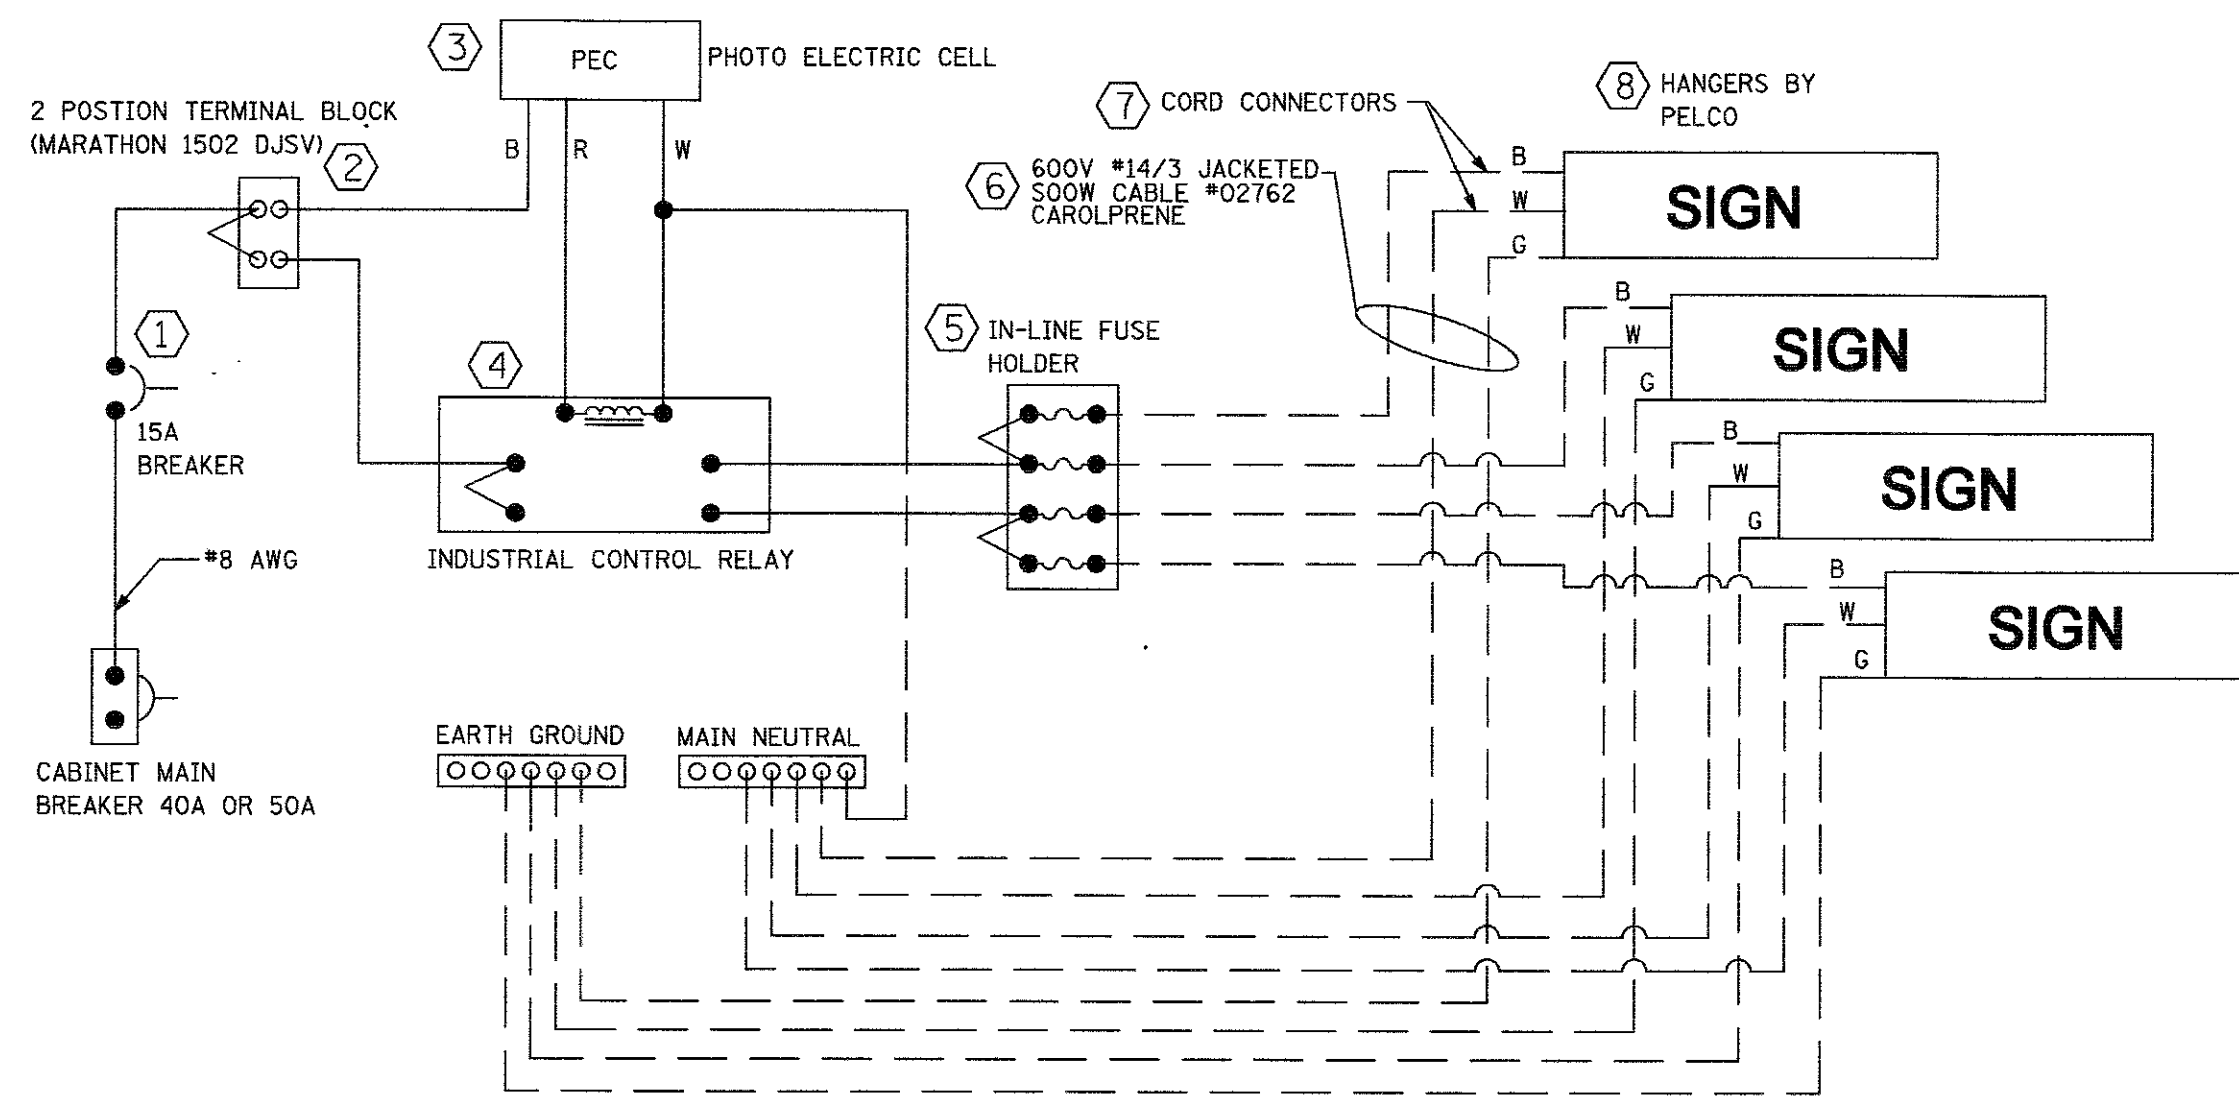 3
PEC
PHOTO ELECTRIC CELL
2 POSTION TERMINAL BLOCK
(MARATHON 1502 DJSV)
2
B
R
W
7
CORD CONNECTORS
8
HANGERS BY
PELCO
6
600V #14/3 JACKETED
SOOW CABLE #02762
CAROLPRENE
B
W
G
SIGN
B
W
G
SIGN
B
W
G
SIGN
B
W
G
SIGN
1
15A
BREAKER
4
INDUSTRIAL CONTROL RELAY
5
IN-LINE FUSE
HOLDER
#8 AWG
CABINET MAIN
BREAKER 40A OR 50A
EARTH GROUND
MAIN NEUTRAL